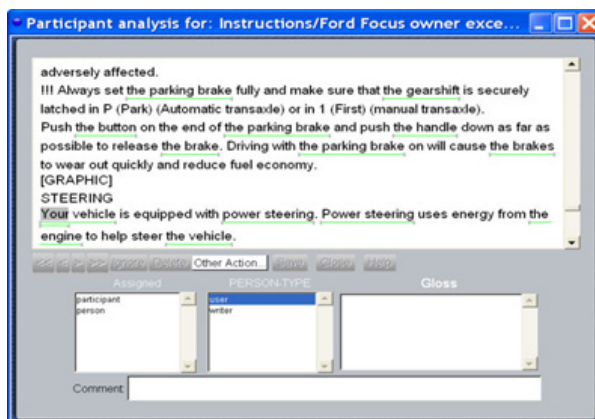 Participant analysis for: Instructions/Ford Focus owner exce...
adversely affected.
!!! Always set the parking brake fully and make sure that the gearshift is securely
latched in P (Park) (Automatic transaxle) or in 1 (First) (manual transaxle).
Push the button on the end of the parking brake and push the handle down as far as
possible to release the brake. Driving with the parking brake on will cause the brakes
to wear out quickly and reduce fuel economy.
[GRAPHIC]
STEERING
Your vehicle is equipped with power steering. Power steering uses energy from the
engine to help steer the vehicle.
<< < > >> Ignore Delete Other Action... Save Close Help
Assigned PERSON-TYPE Gloss
participant user
person writer
Comment: